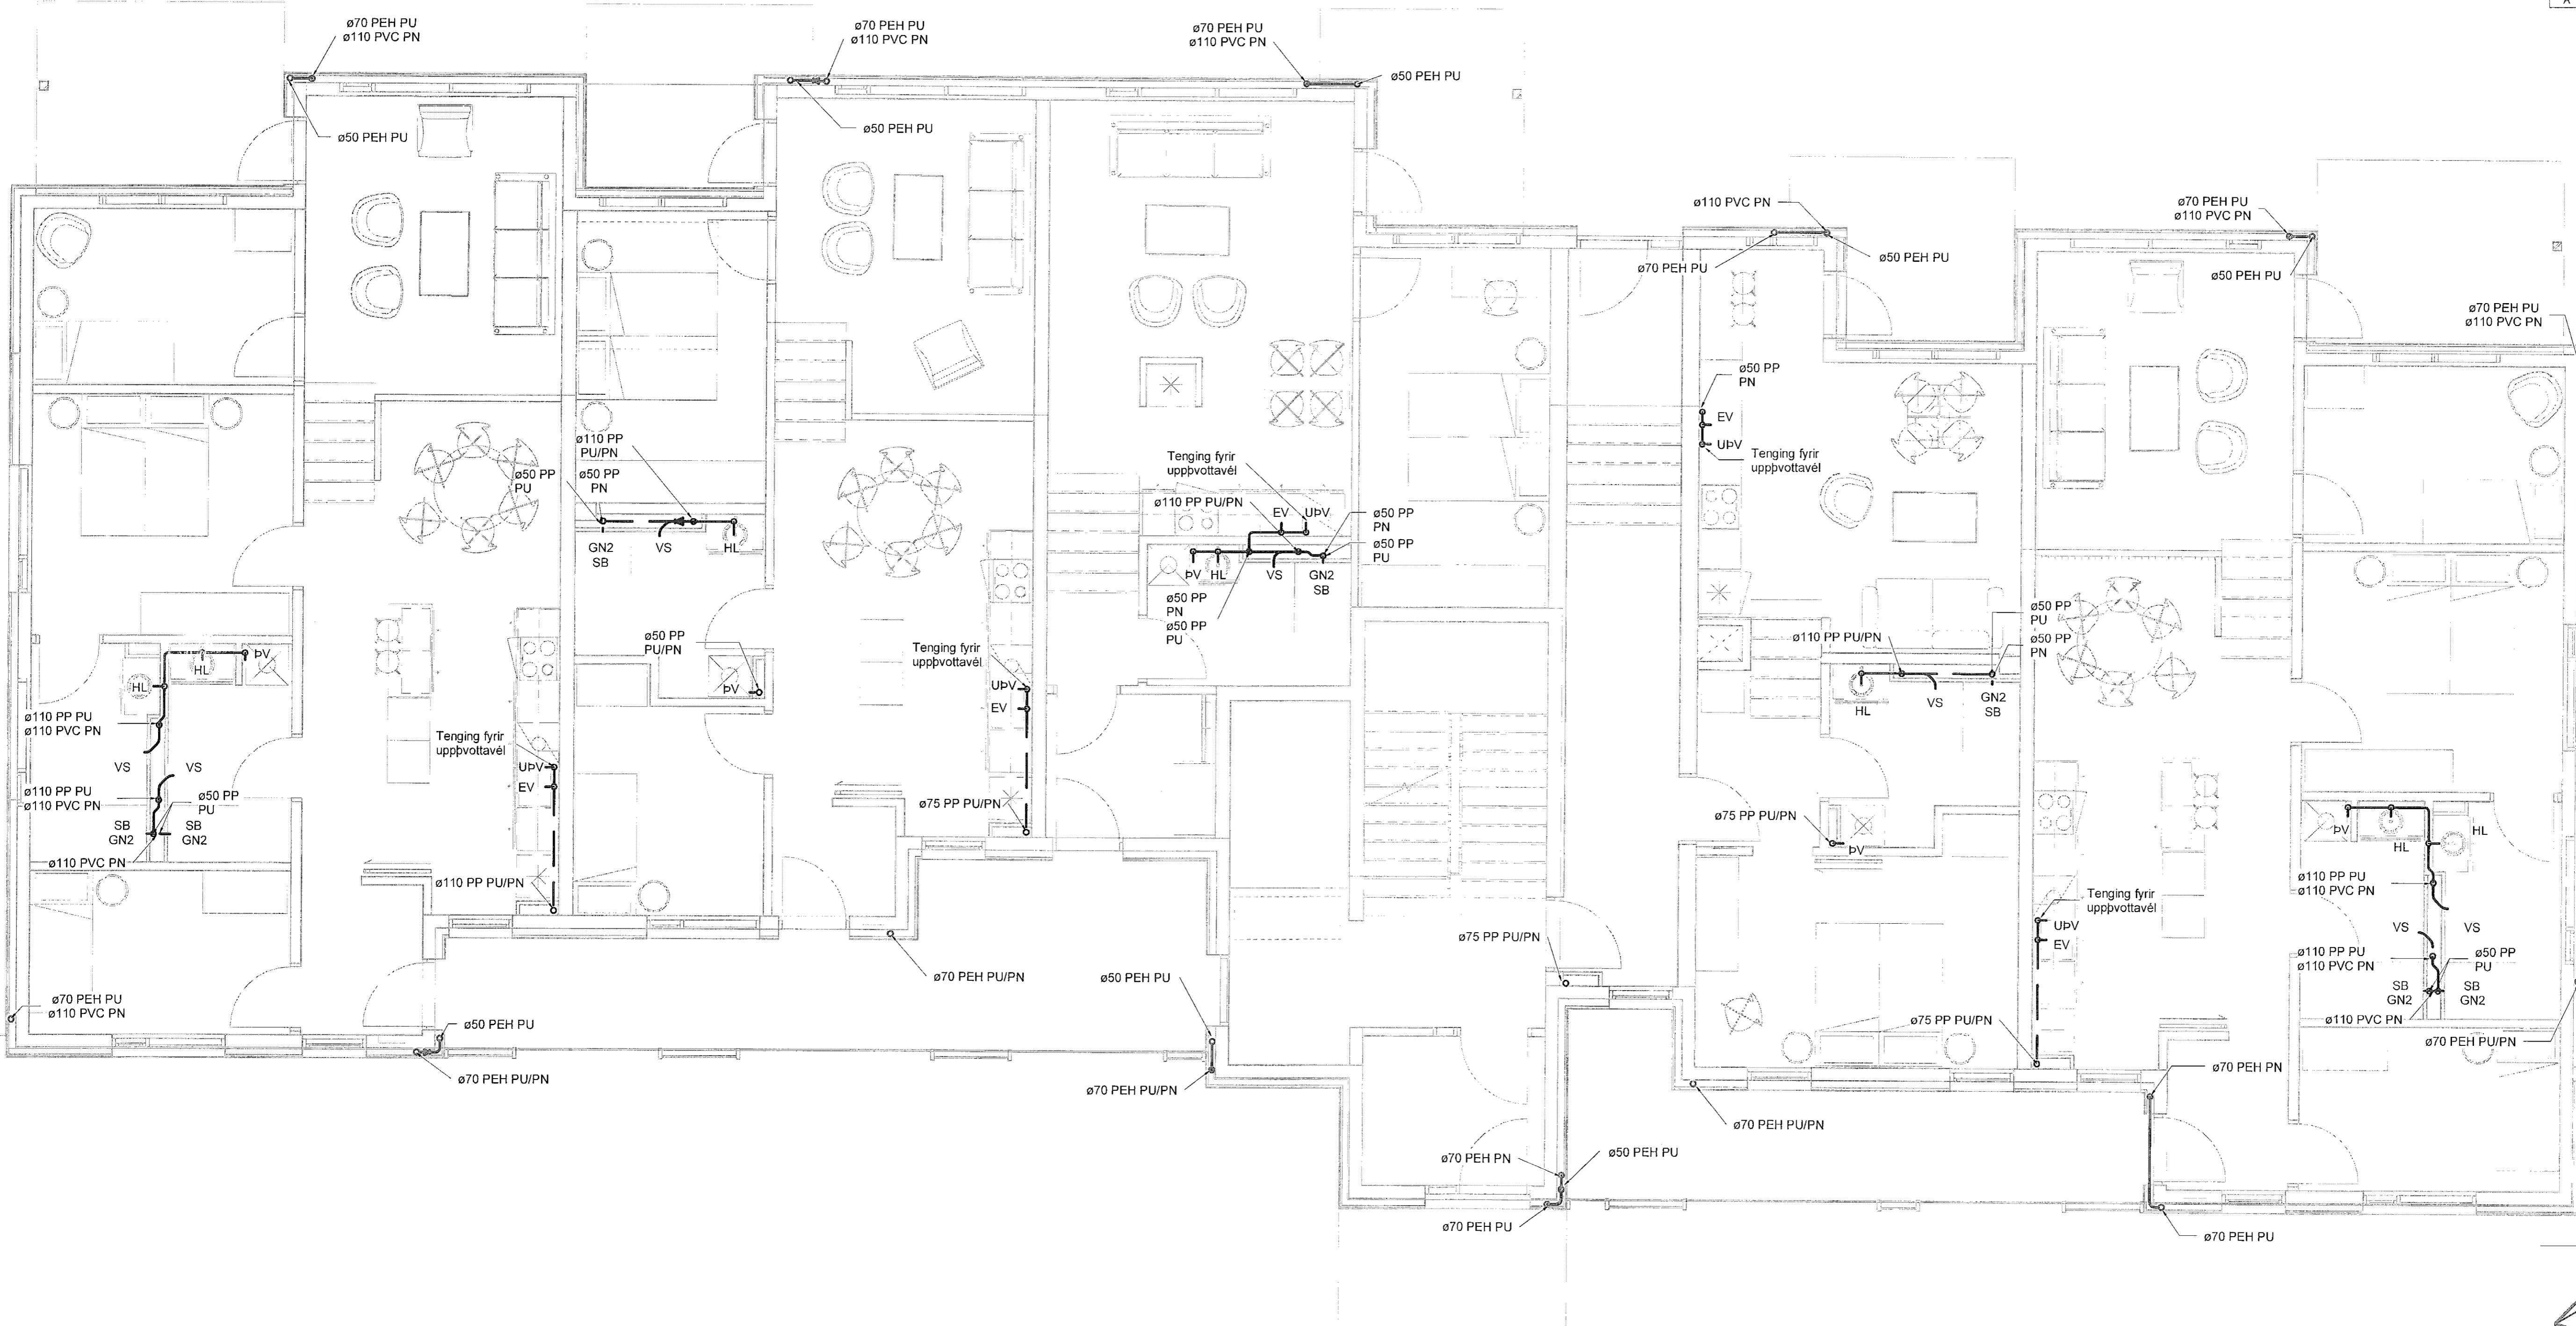 A
ø70 PEH PU
ø110 PVC PN
ø50 PEH PU
ø70 PEH PU
ø110 PVC PN
ø50 PEH PU
ø70 PEH PU
ø110 PVC PN
ø50 PEH PU
ø110 PVC PN
ø70 PEH PU
ø50 PEH PU
ø70 PEH PU
ø110 PVC PN
ø50 PEH PU
ø70 PEH PU
ø110 PVC PN
ø50 PP
PN
EV
UÞV
Tenging fyrir
uppþvottavél
ø110 PP
PU/PN
ø50 PP
PU
ø50 PP
PN
GN2
SB
VS
HL
Tenging fyrir
uppþvottavél
ø110 PP PU/PN
EV
UÞV
ø50 PP
PN
ø50 PP
PU
ÞV
HL
VS
GN2
SB
ø50 PP
PN
ø50 PP
PU
ø50 PP
PU/PN
ÞV
Tenging fyrir
uppþvottavél
UÞV
EV
ø75 PP PU/PN
ø50 PP
PU
ø50 PP
PN
ø110 PP PU/PN
HL
VS
GN2
SB
ÞV
HL
HL
ø110 PP PU
ø110 PVC PN
VS
VS
ø110 PP PU
ø110 PVC PN
ø50 PP
PU
SB
GN2
SB
GN2
ø110 PVC PN
Tenging fyrir
uppþvottavél
UÞV
EV
ø110 PP PU/PN
ø75 PP PU/PN
ÞV
ÞV
HL
HL
ø110 PP PU
ø110 PVC PN
VS
VS
ø110 PP PU
ø110 PVC PN
ø50 PP
PU
SB
GN2
SB
GN2
ø110 PVC PN
Tenging fyrir
uppþvottavél
UÞV
EV
ø75 PP PU/PN
ø70 PEH PU
ø110 PVC PN
ø50 PEH PU
ø70 PEH PU/PN
ø70 PEH PU/PN
ø50 PEH PU
ø70 PEH PU/PN
ø75 PP PU/PN
ø70 PEH PU/PN
ø70 PEH PN
ø50 PEH PU
ø70 PEH PU
ø70 PEH PU/PN
ø70 PEH PN
ø70 PEH PU